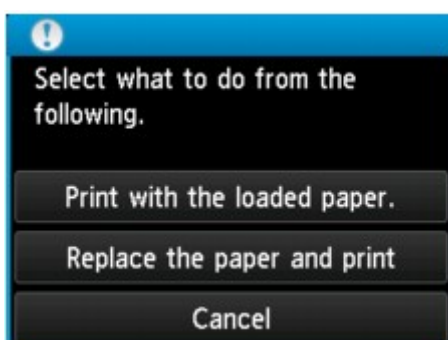 Select what to do from the
following.
Print with the loaded paper.
Replace the paper and print
Cancel